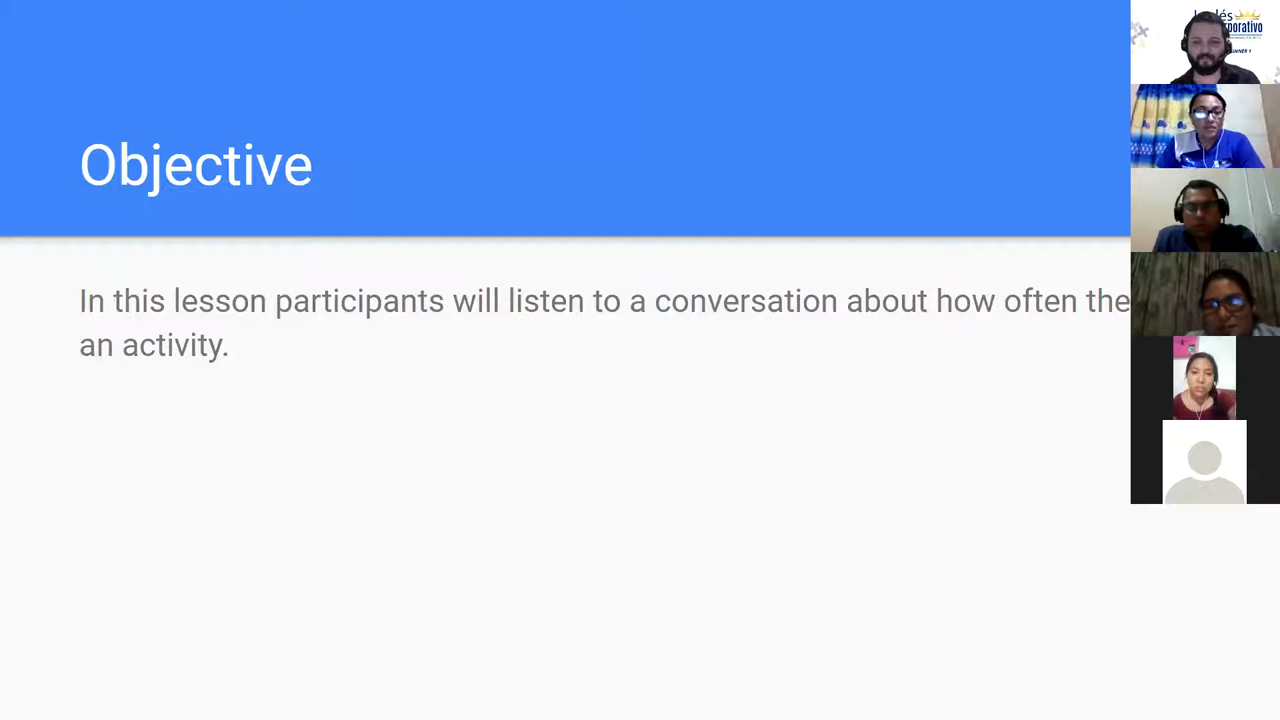 Objective
In this lesson participants will listen to a conversation about how often the
an activity.